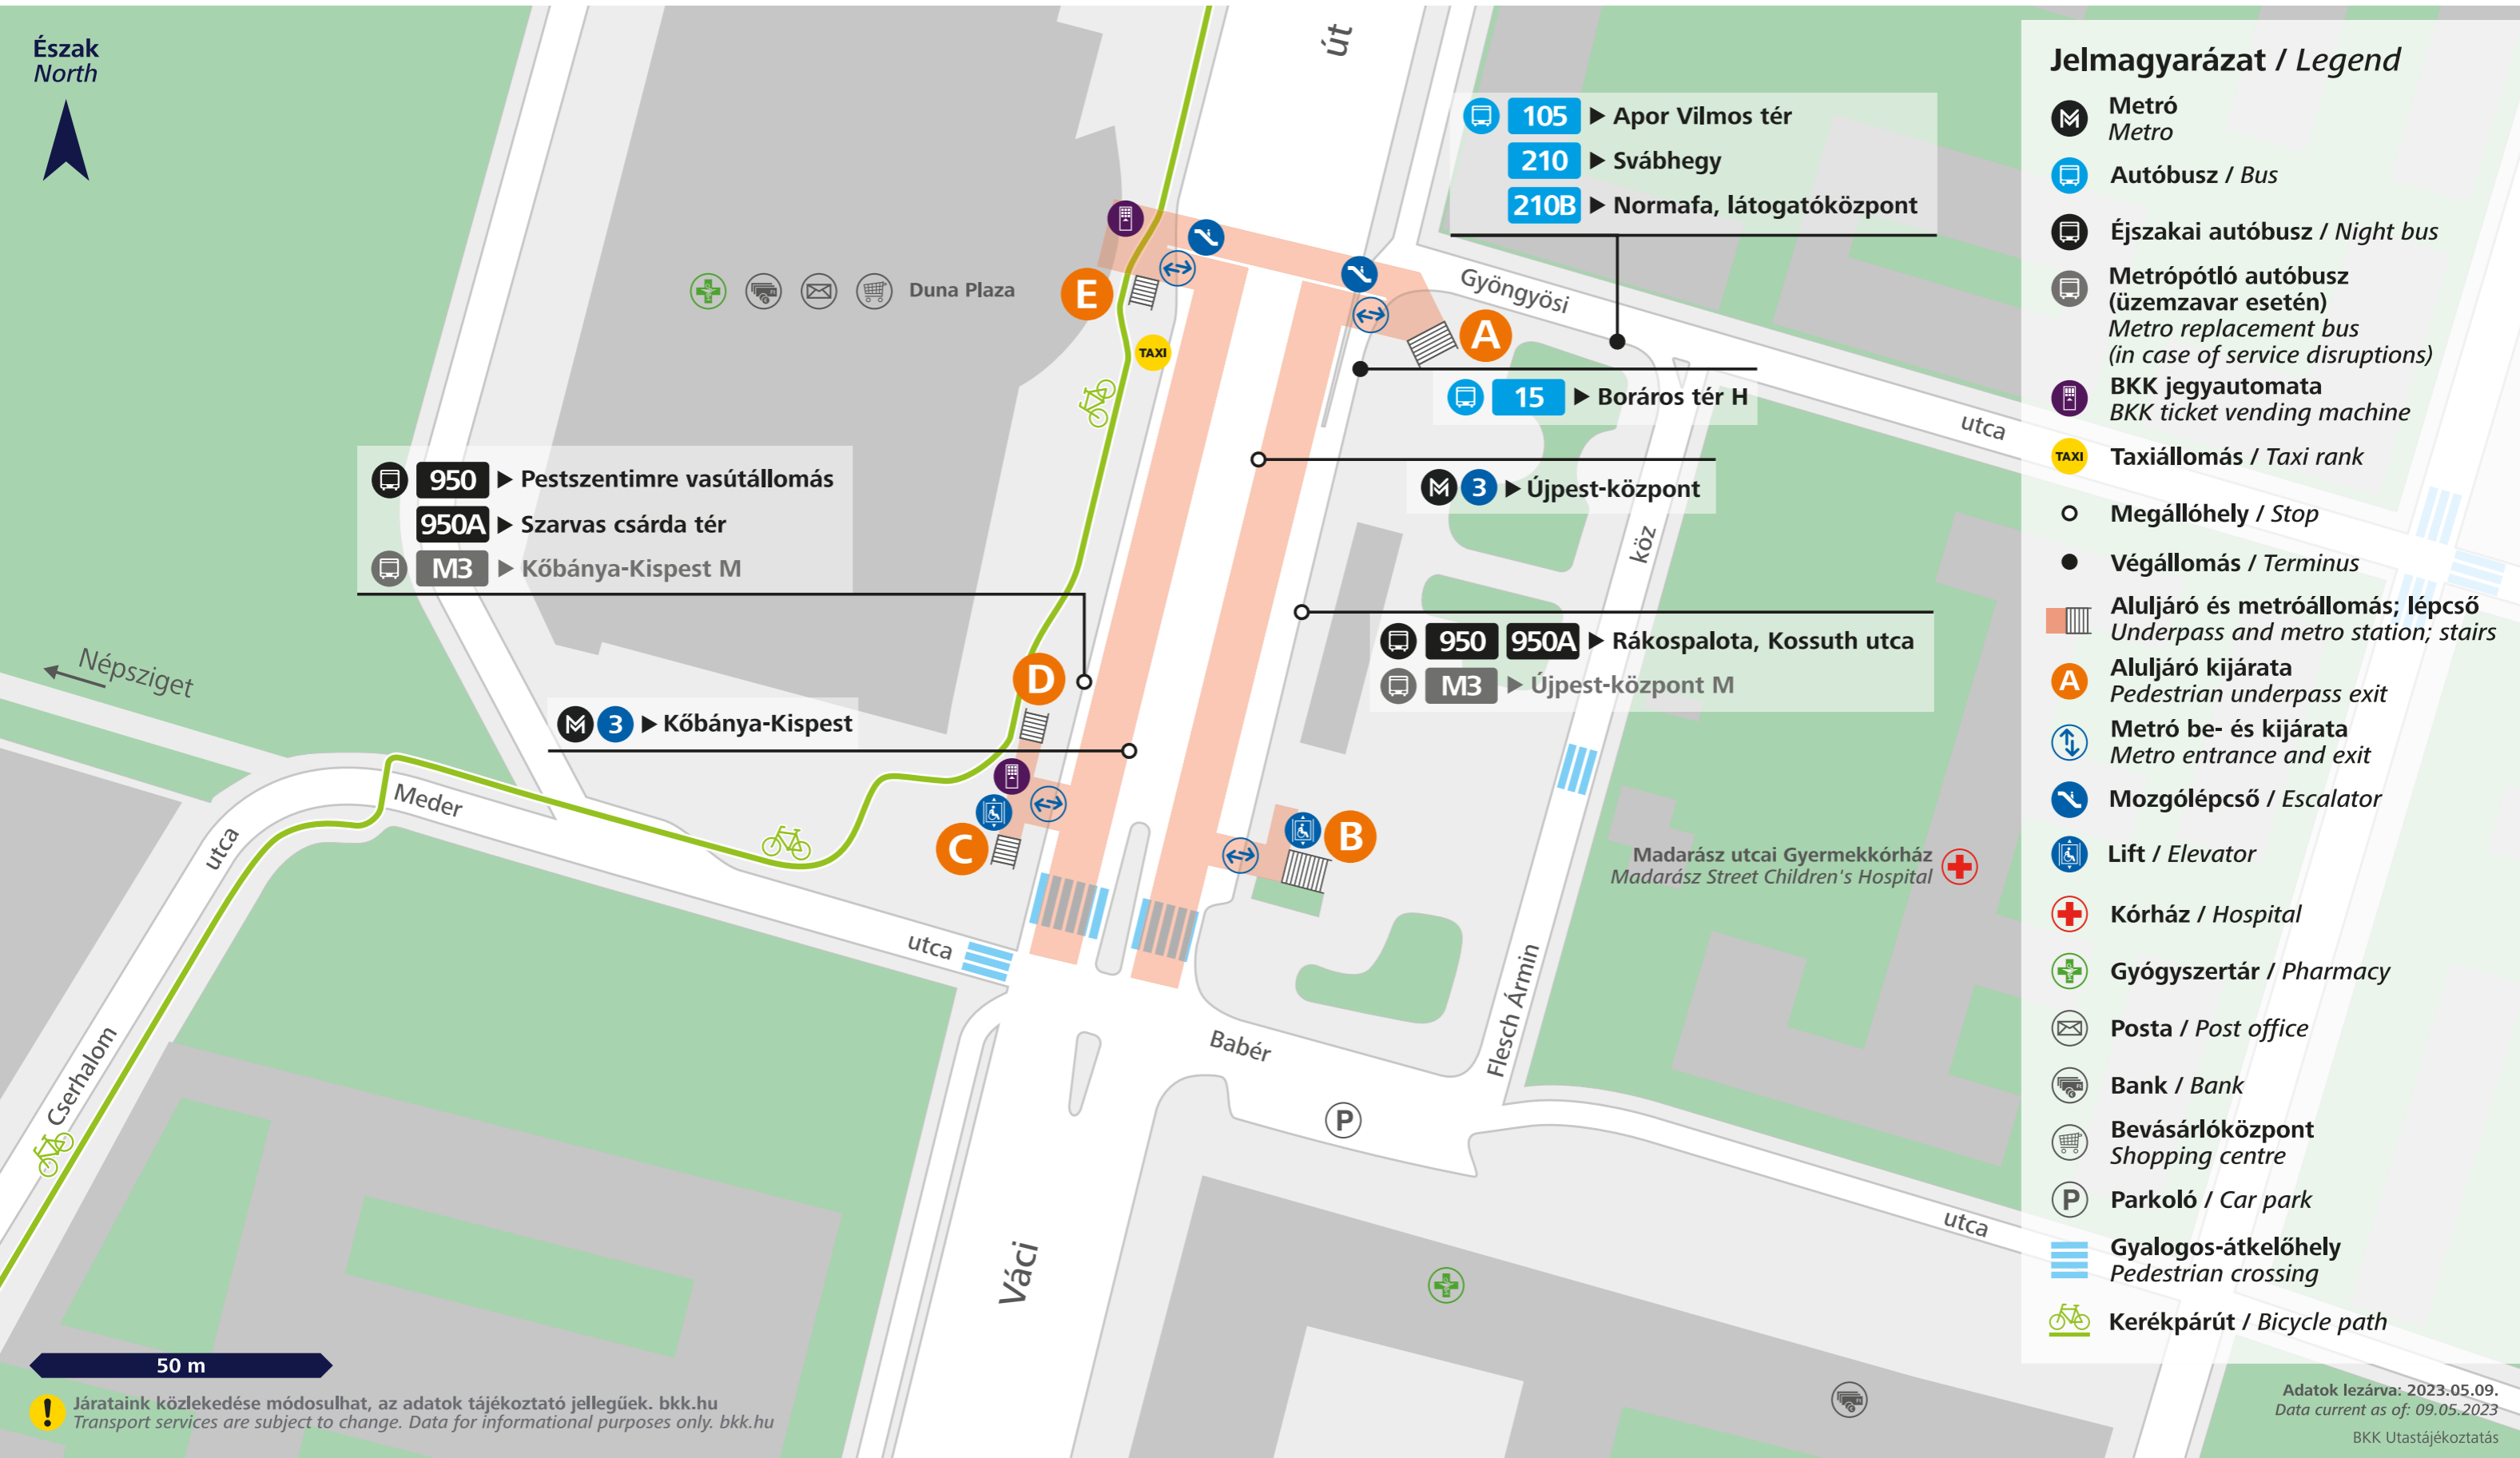 Észak
North
út
105 Apor Vilmos tér
210 Svábhegy
210B Normafa, látogatóközpont
Gyöngyösi
utca
E
A
TAXI
Duna Plaza
15 Boráros tér H
M 3 Újpest-központ
950 Pestszentimre vasútállomás
950A Szarvas csárda tér
M3 Kőbánya-Kispest M
köz
950 950A Rákospalota, Kossuth utca
M3 Újpest-központ M
Népsziget
D
M 3 Kőbánya-Kispest
Meder
utca
utca
C
B
Madarász utcai Gyermekkórház
Madarász Street Children's Hospital
Flesch Ármin
Babér
utca
P
Cserhalom
Váci
50 m
! Járataink közlekedése módosulhat, az adatok tájékoztató jellegűek. bkk.hu
Transport services are subject to change. Data for informational purposes only. bkk.hu
Jelmagyarázat / Legend
M Metró
Metro
Autóbusz / Bus
Éjszakai autóbusz / Night bus
Metrópótló autóbusz
(üzemzavar esetén)
Metro replacement bus
(in case of service disruptions)
BKK jegyautomata
BKK ticket vending machine
TAXI Taxiállomás / Taxi rank
Megállóhely / Stop
Végállomás / Terminus
Aluljáró és metróállomás; lépcső
Underpass and metro station; stairs
A Aluljáró kijárata
Pedestrian underpass exit
Metró be- és kijárata
Metro entrance and exit
Mozgólépcső / Escalator
Lift / Elevator
Kórház / Hospital
Gyógyszertár / Pharmacy
Posta / Post office
Bank / Bank
Bevásárlóközpont
Shopping centre
P Parkoló / Car park
Gyalogos-átkelőhely
Pedestrian crossing
Kerékpárút / Bicycle path
Adatok lezárva: 2023.05.09.
Data current as of: 09.05.2023
BKK Utastájékoztatás